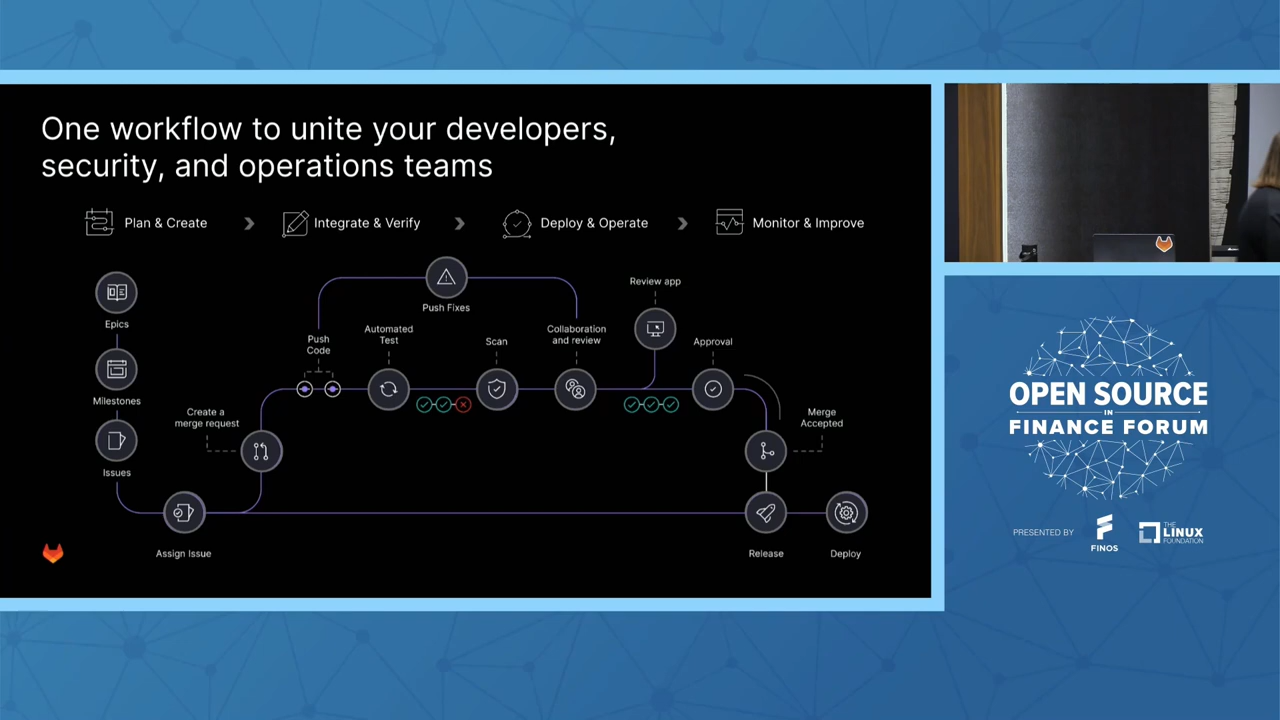 One workflow to unite your developers,
security, and operations teams
Plan & Create
Integrate & Verify
Deploy & Operate
Monitor & Improve
Epics
Milestones
Issues
Assign Issue
Create a
merge request
Push
Code
Push Fixes
Automated
Test
Scan
Collaboration
and review
Review app
Approval
Merge
Accepted
Release
Deploy
OPEN SOURCE
IN
FINANCE FORUM
PRESENTED BY
FINOS
THE
LINUX
FOUNDATION